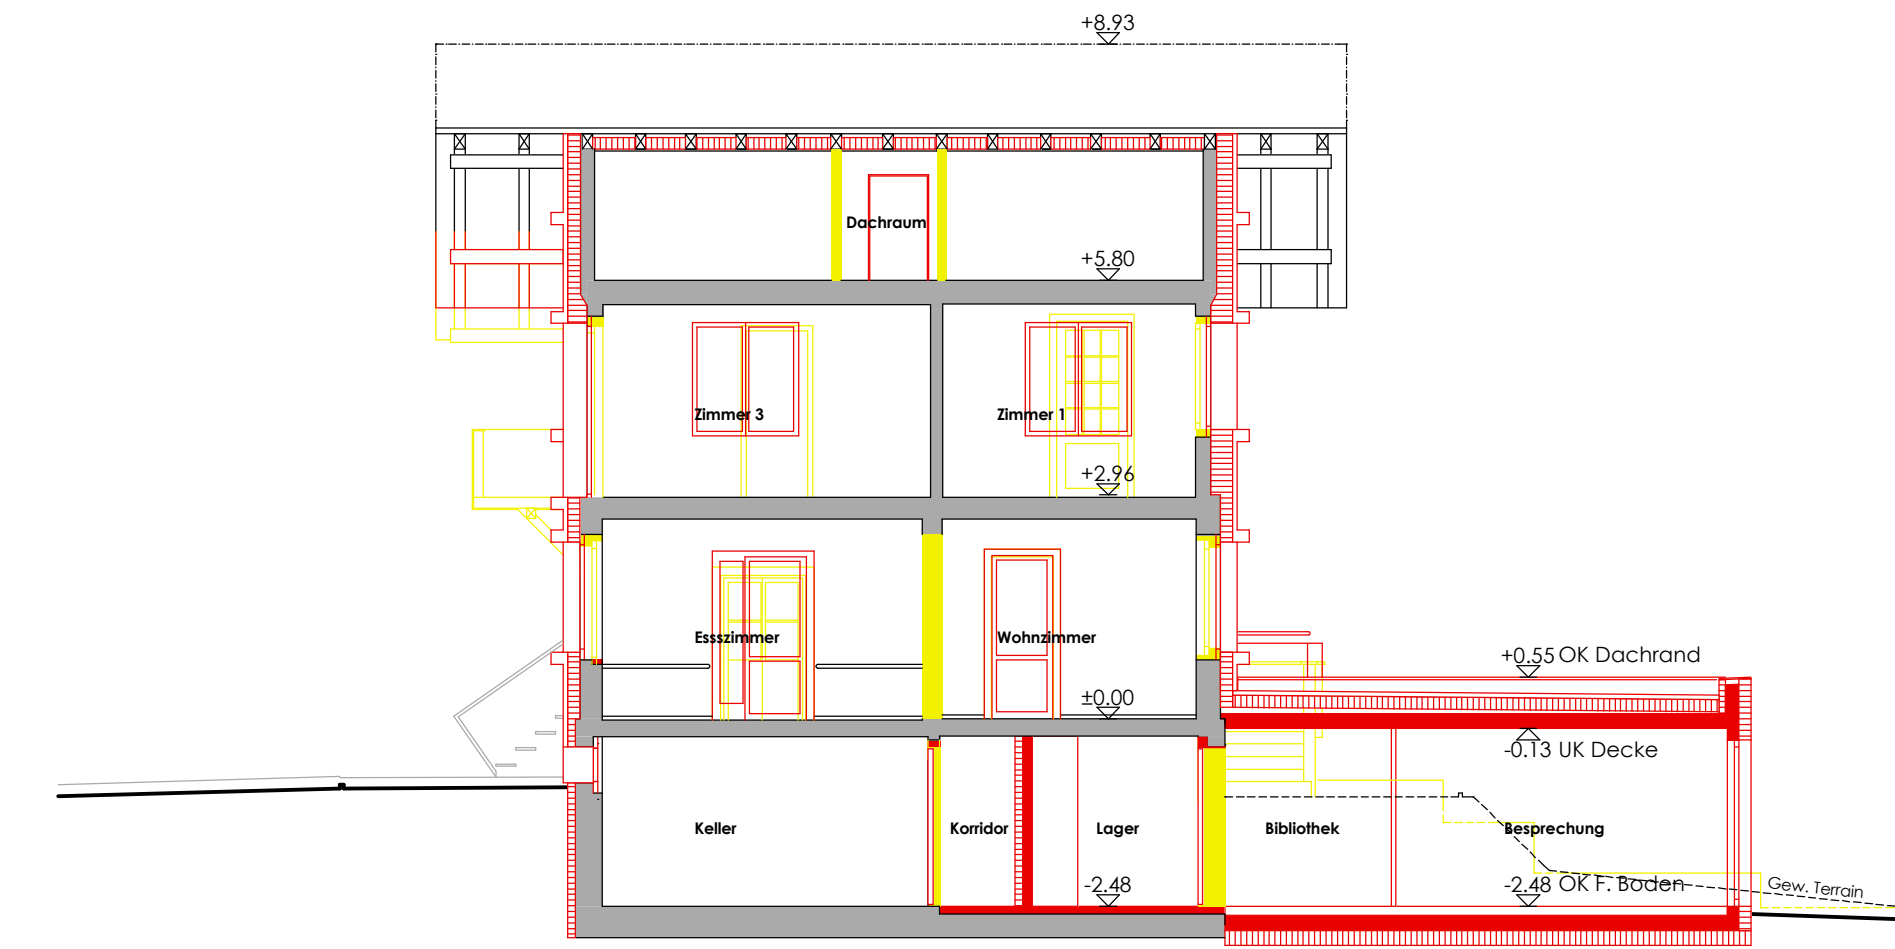 +8.93
Dachraum
+5.80
Zimmer 3
Zimmer 1
+2.96
Essszimmer
Wohnzimmer
+0.55 OK Dachrand
±0.00
-0.13 UK Decke
Keller
Korridor
Lager
Bibliothek
Besprechung
-2.48
-2.48 OK F. Boden
Gew. Terrain